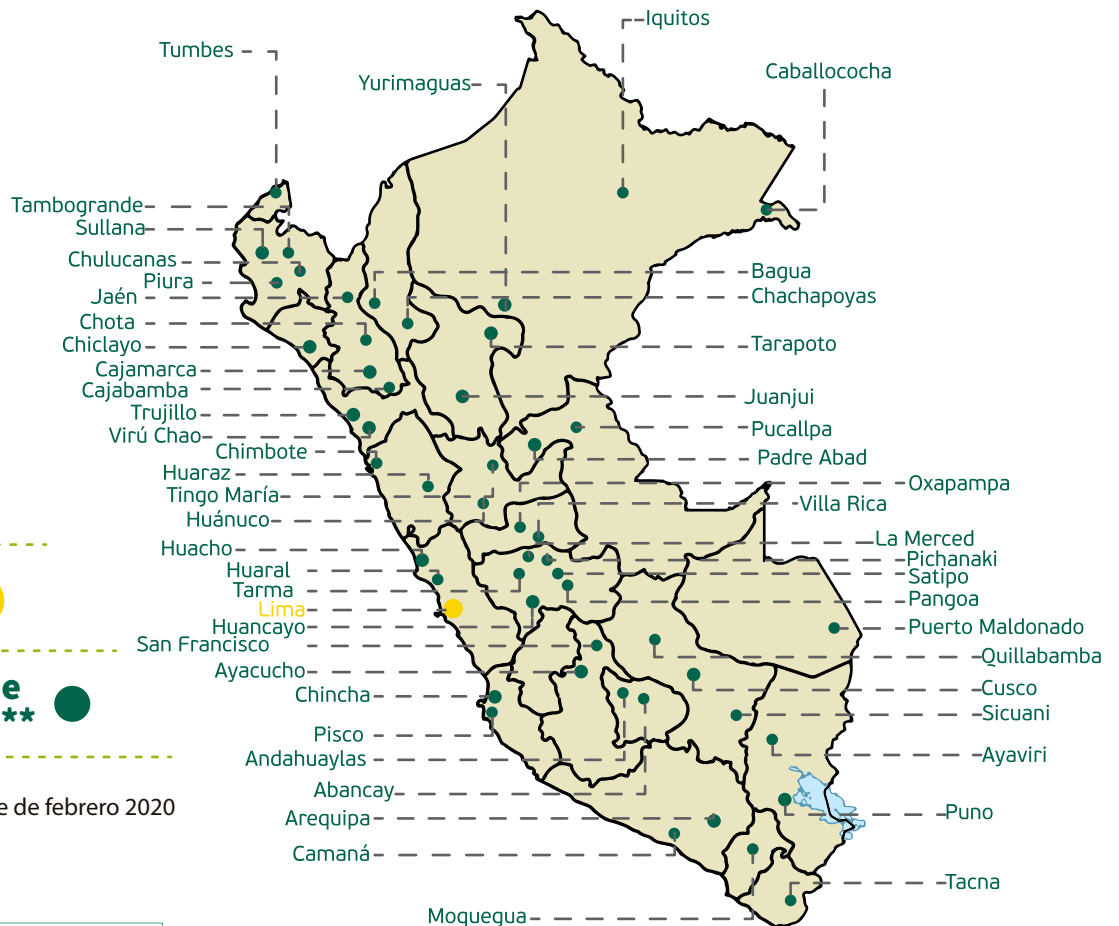 Iquitos
Tumbes
Caballococha
Yurimaguas
Tambogrande
Sullana
Chulucanas
Bagua
Piura
Jaén
Chachapoyas
Chota
Chiclayo
Tarapoto
Cajamarca
Cajabamba
Juanjui
Trujillo
Virú Chao
Pucallpa
Chimbote
Padre Abad
Huaraz
Oxapampa
Tingo María
Villa Rica
Huánuco
La Merced
Huacho
Pichanaki
Huaral
Satipo
Tarma
Pangoa
Lima
Huancayo
Puerto Maldonado
San Francisco
Quillabamba
Ayacucho
e
Cusco
Chincha
**
Sicuani
Pisco
Andahuaylas
Ayaviri
Abancay
e de febrero 2020
Puno
Arequipa
Camaná
Tacna
Moquegua